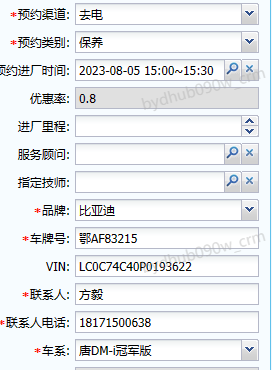 *预约渠道: 去电
*预约类别: 保养
预约进厂时间: 2023-08-05 15:00~15:30
优惠率: 0.8
进厂里程:
服务顾问:
指定技师:
*品牌: 比亚迪
*车牌号: 鄂AF83215
VIN: LC0C74C40P0193622
*联系人: 方毅
*联系人电话: 18171500638
*车系: 唐DM-i冠军版
bydhub090w_crm
bydhub090w_crm